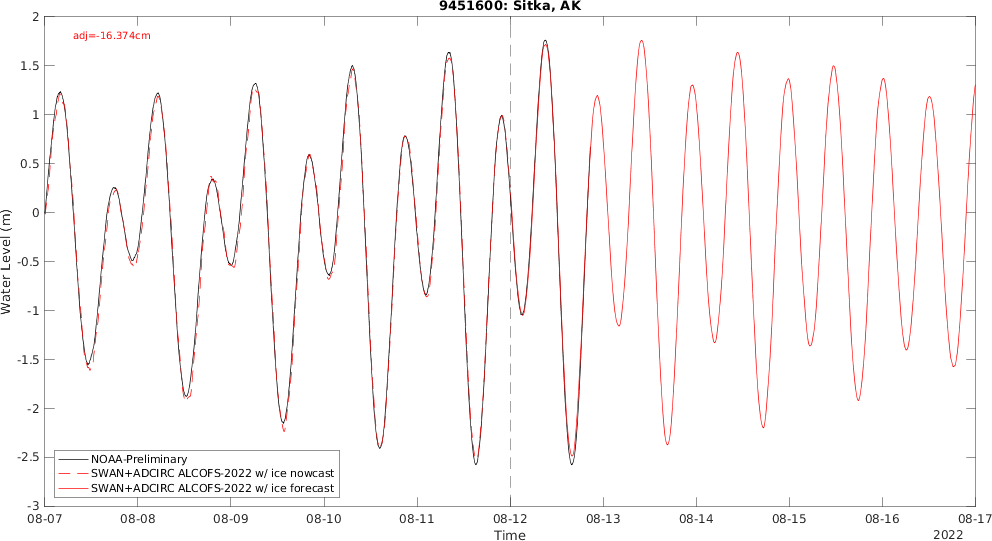 9451600: Sitka, AK
adj=-16.374cm
2
1.5
1
0.5
0
-0.5
-1
-1.5
-2
-2.5
-3
Water Level (m)
NOAA-Preliminary
SWAN+ADCIRC ALCOFS-2022 w/ ice nowcast
SWAN+ADCIRC ALCOFS-2022 w/ ice forecast
08-07 08-08 08-09 08-10 08-11 08-12 08-13 08-14 08-15 08-16 08-17
Time
2022